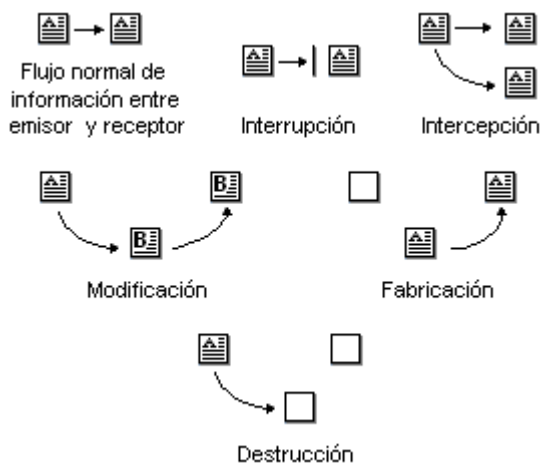 Flujo normal de
información entre
emisor y receptor
Interrupción
Intercepción
B
B
Modificación
Fabricación
Destrucción